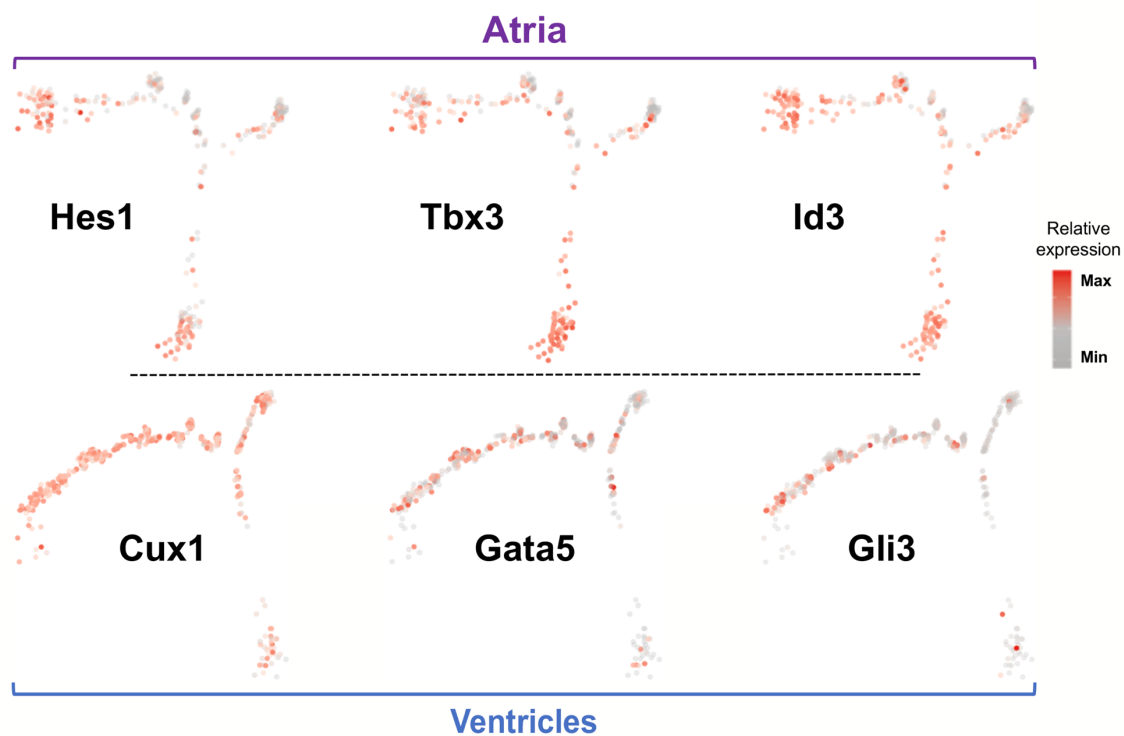 Atria
Hes1
Tbx3
Id3
Relative
expression
Max
Min
Cux1
Gata5
Gli3
Ventricles